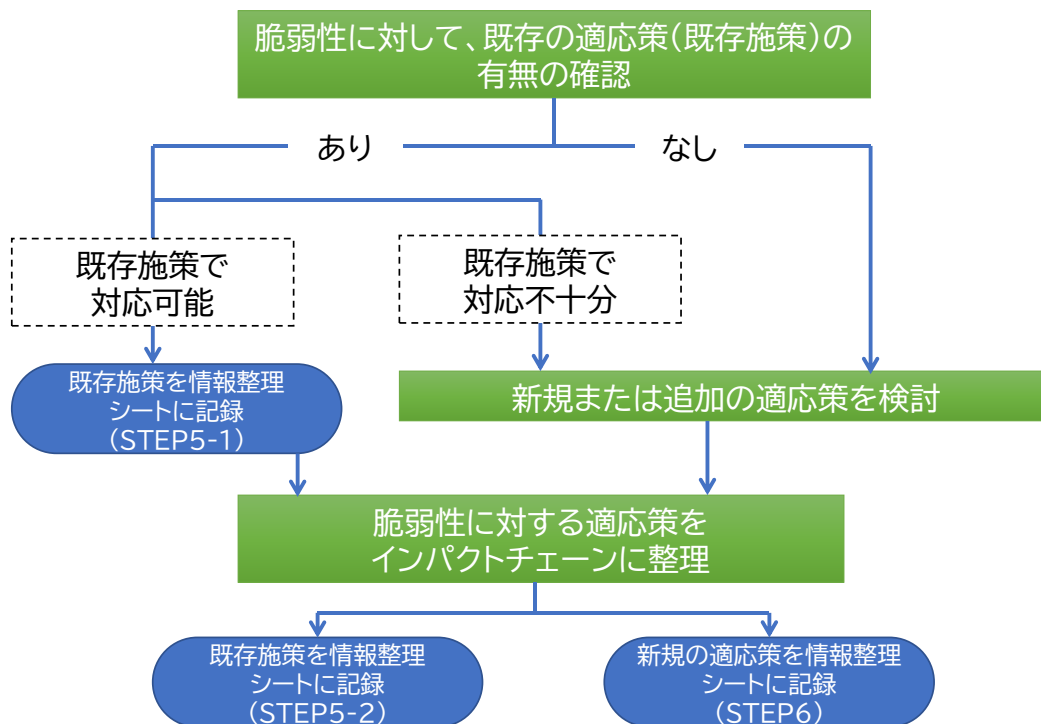 脆弱性に対して、既存の適応策(既存施策)の
有無の確認
あり
なし
既存施策で
対応可能
既存施策で
対応不十分
既存施策を情報整理
シートに記録
(STEP5-1)
新規または追加の適応策を検討
脆弱性に対する適応策を
インパクトチェーンに整理
既存施策を情報整理
シートに記録
(STEP5-2)
新規の適応策を情報整理
シートに記録
(STEP6)